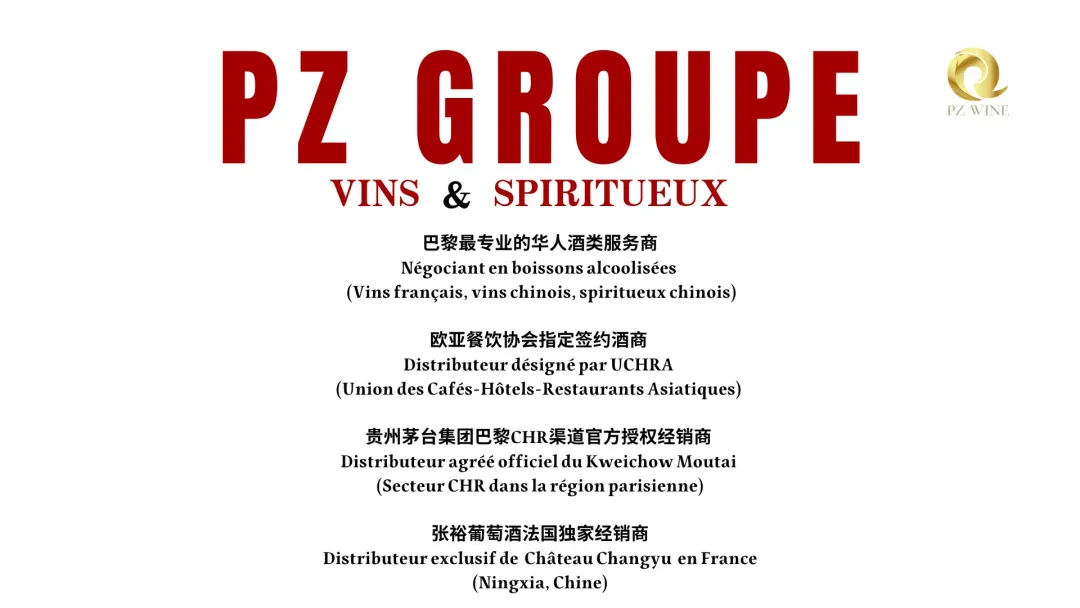 PZ GROUPE
PZ WINE
VINS & SPIRITUEUX
巴黎最专业的华人酒类服务商
Négociant en boissons alcoolisées
(Vins français, vins chinois, spiritueux chinois)
欧亚餐饮协会指定签约酒商
Distributeur désigné par UCHRA
(Union des Cafés-Hôtels-Restaurants Asiatiques)
贵州茅台集团巴黎CHR渠道官方授权经销商
Distributeur agréé officiel du Kweichow Moutai
(Secteur CHR dans la région parisienne)
张裕葡萄酒法国独家经销商
Distributeur exclusif de Château Changyu en France
(Ningxia, Chine)